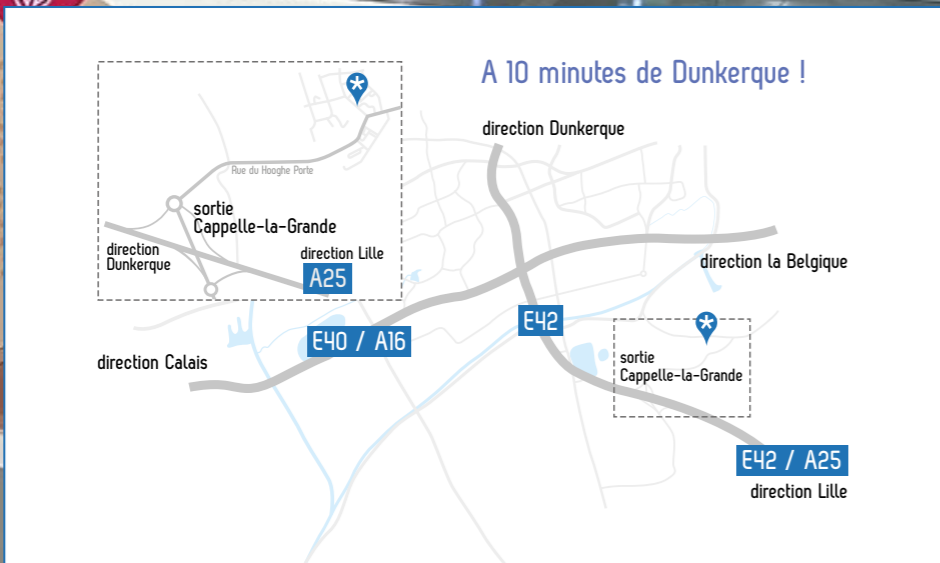 A 10 minutes de Dunkerque !
direction Dunkerque
Rue du Hooghe Porte
sortie
Cappelle-la-Grande
direction
Dunkerque
direction Lille
A25
direction la Belgique
E40 / A16
E42
direction Calais
sortie
Cappelle-la-Grande
E42 / A25
direction Lille